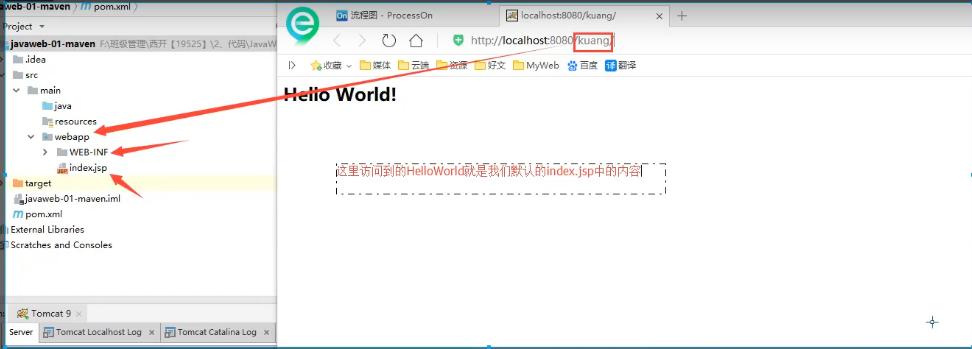 javaweb-01-maven 〉 pom.xml 〉
Project
javaweb-01-maven F:\班级管理\西开【19525】\2、代码\JavaW
.idea
src
main
java
resources
webapp
WEB-INF
index.jsp
target
javaweb-01-maven.iml
pom.xml
External Libraries
Scratches and Consoles
Tomcat 9
Server Tomcat Localhost Log Tomcat Catalina Log
On 流程图 - ProcessOn localhost:8080/kuang/
http://localhost:8080/kuang/
收藏 媒体 云端 资源 好文 MyWeb 百度 译 翻译
Hello World!
这里访问到的HelloWorld就是我们默认的index.jsp中的内容